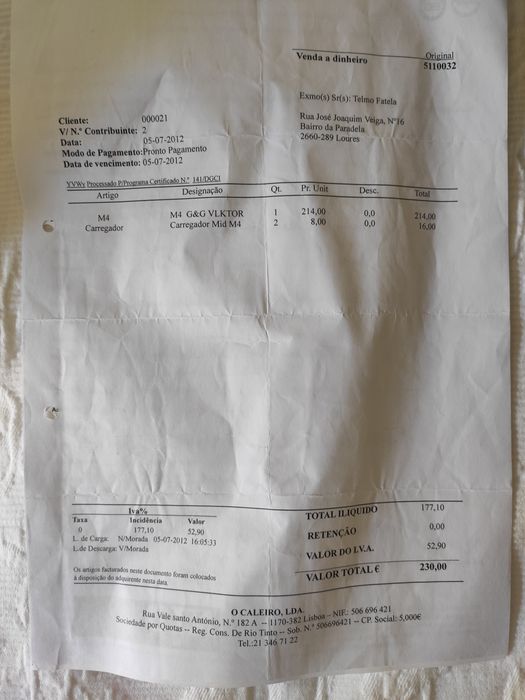 Venda a dinheiro
Original
5110032
Exmo(s) Sr(s): Telmo Fatela
Rua José Joaquim Veiga, Nº16
Bairro da Paradela
2660-289 Loures
Cliente: 000021
V/ N.º Contribuinte: 2
Data: 05-07-2012
Modo de Pagamento:Pronto Pagamento
Data de vencimento: 05-07-2012
VVWy Processado P/Programa Certificado N.º 141/DGCI
Artigo Designação Qt. Pr. Unit Desc. Total
M4 M4 G&G VLKTOR 1 214,00 0,0 214,00
Carregador Carregador Mid M4 2 8,00 0,0 16,00
Iva%
Taxa Incidência Valor
0 177,10 52,90
L. de Carga: N/Morada 05-07-2012 16:05:33
L.de Descarga: V/Morada
Os artigos facturados neste documento foram colocados
à disposição do adquirente nesta data.
TOTAL ILIQUIDO 177,10
RETENÇÃO 0,00
VALOR DO I.V.A. 52,90
VALOR TOTAL € 230,00
O CALEIRO, LDA.
Rua Vale santo António, N.º 182 A -- 1170-382 Lisboa – NIF.: 506 696 421
Sociedade por Quotas -- Reg. Cons. De Rio Tinto -- Sob. N.º 506696421 -- CP. Social: 5,000€
Tel.:21 346 71 22